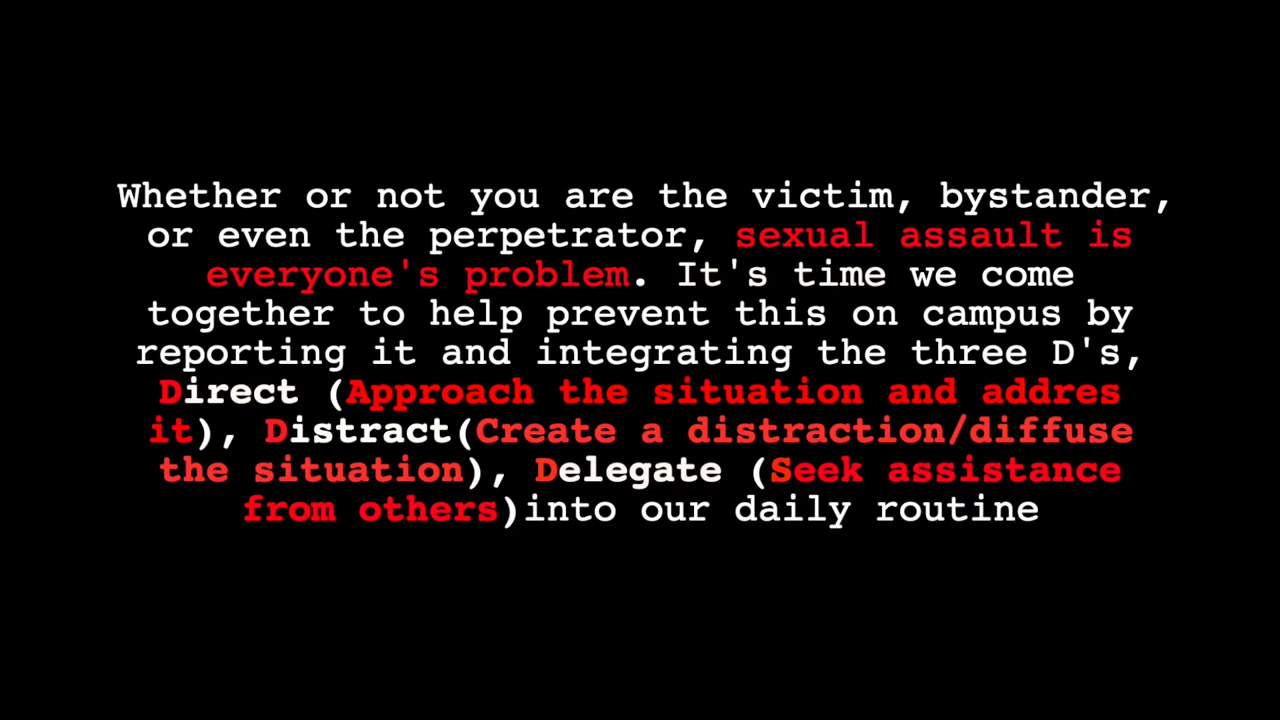 Whether or not you are the victim, bystander,
or even the perpetrator, sexual assault is
everyone's problem. It's time we come
together to help prevent this on campus by
reporting it and integrating the three D's,
Direct (Approach the situation and addres
it), Distract(Create a distraction/diffuse
the situation), Delegate (Seek assistance
from others)into our daily routine